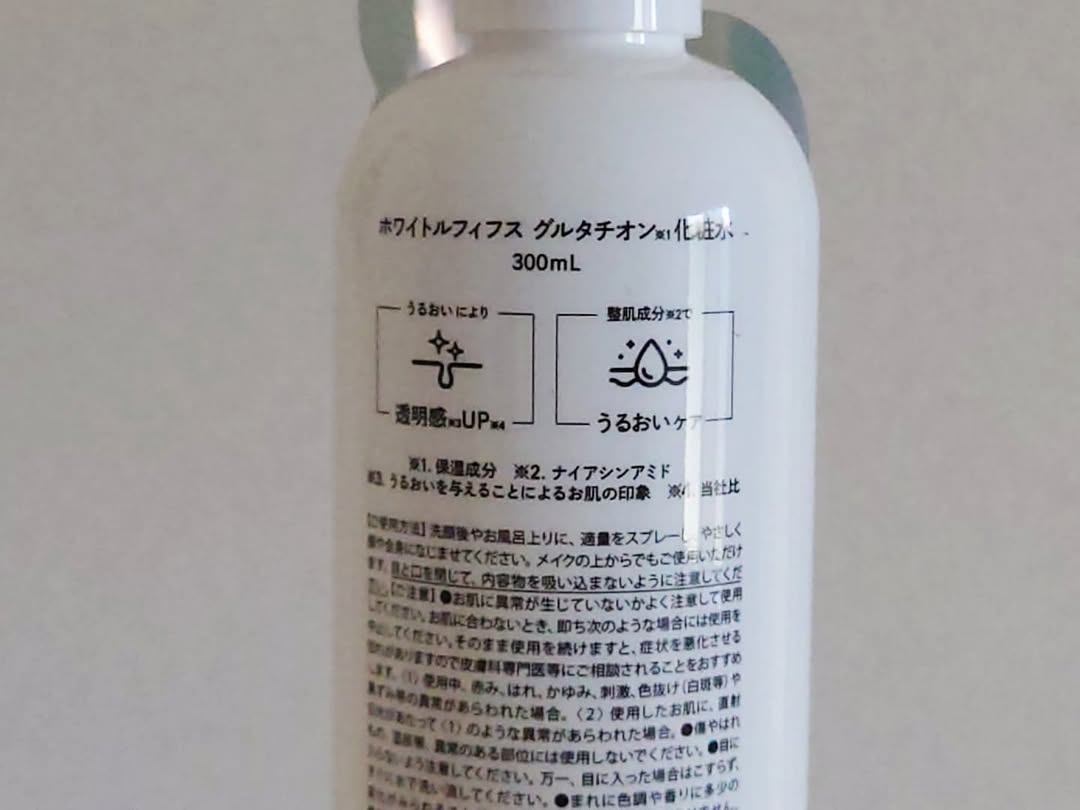 ホワイトルフィフス グルタチオン※1化粧水
300mL
うるおいにより
透明感※3UP※4
整肌成分※2で
うるおいケア
※1. 保湿成分 ※2. ナイアシンアミド
※3. うるおいを与えることによるお肌の印象 ※4. 当社比
【ご使用方法】洗顔後やお風呂上りに、適量をスプレーし、やさしく
顔や全身になじませてください。メイクの上からでもご使用いただけ
ます。目と口を閉じて、内容物を吸い込まないように注意してくだ
さい。【ご注意】●お肌に異常が生じていないかよく注意して使用
してください。お肌に合わないとき、即ち次のような場合には使用を
中止してください。そのまま使用を続けますと、症状を悪化させる
恐れがありますので皮膚科専門医等にご相談されることをおすすめ
します。（1）使用中、赤み、はれ、かゆみ、刺激、色抜け（白斑等）や
黒ずみ等の異常があらわれた場合。（2）使用したお肌に、直射
日光があたって（1）のような異常があらわれた場合。●傷やはれ
もの、湿疹等、異常のある部位には使用しないでください。●目に
入らないよう注意してください。万一、目に入った場合はこすらず、
すぐに水で洗い流してください。●まれに色調や香りに多少の